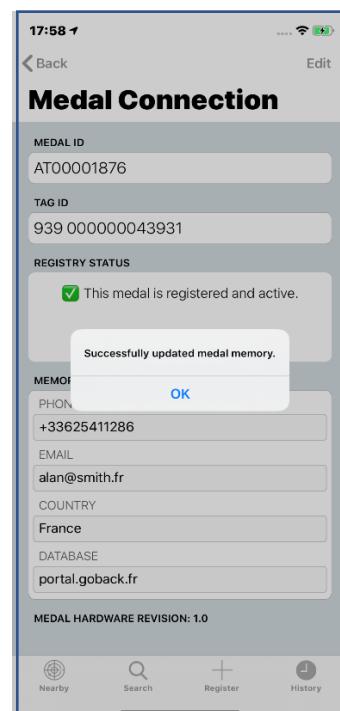 17:58
Back
Edit
Medal Connection
MEDAL ID
AT00001876
TAG ID
939 000000043931
REGISTRY STATUS
This medal is registered and active.
Successfully updated medal memory.
OK
MEMOR
PHON
+33625411286
EMAIL
alan@smith.fr
COUNTRY
France
DATABASE
portal.goback.fr
MEDAL HARDWARE REVISION: 1.0
Nearby
Search
Register
History